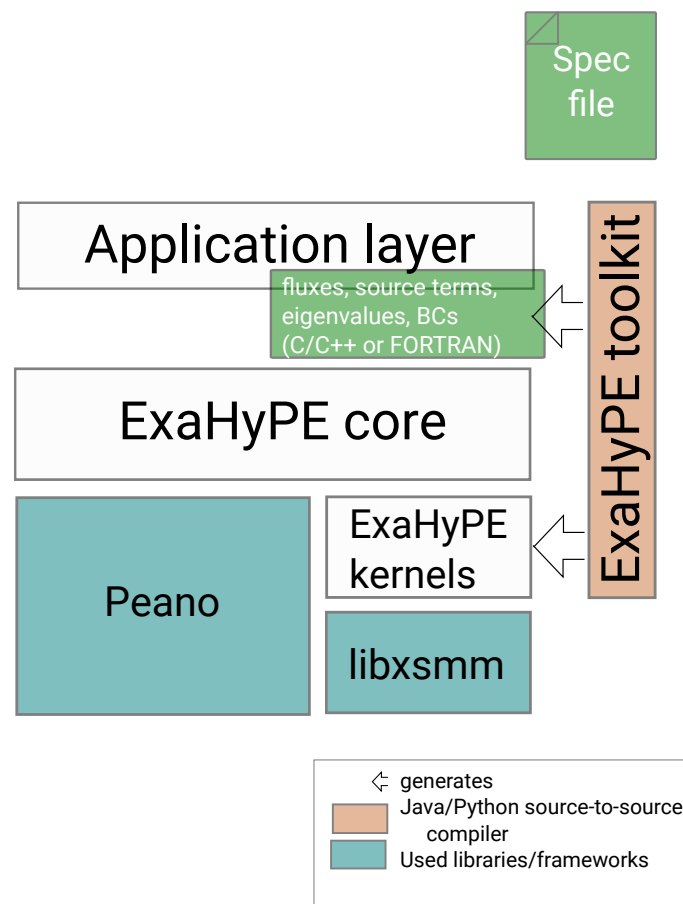 Spec
file
Application layer
fluxes, source terms,
eigenvalues, BCs
(C/C++ or FORTRAN)
ExaHyPE toolkit
ExaHyPE core
Peano
ExaHyPE
kernels
libxsmm
generates
Java/Python source-to-source
compiler
Used libraries/frameworks